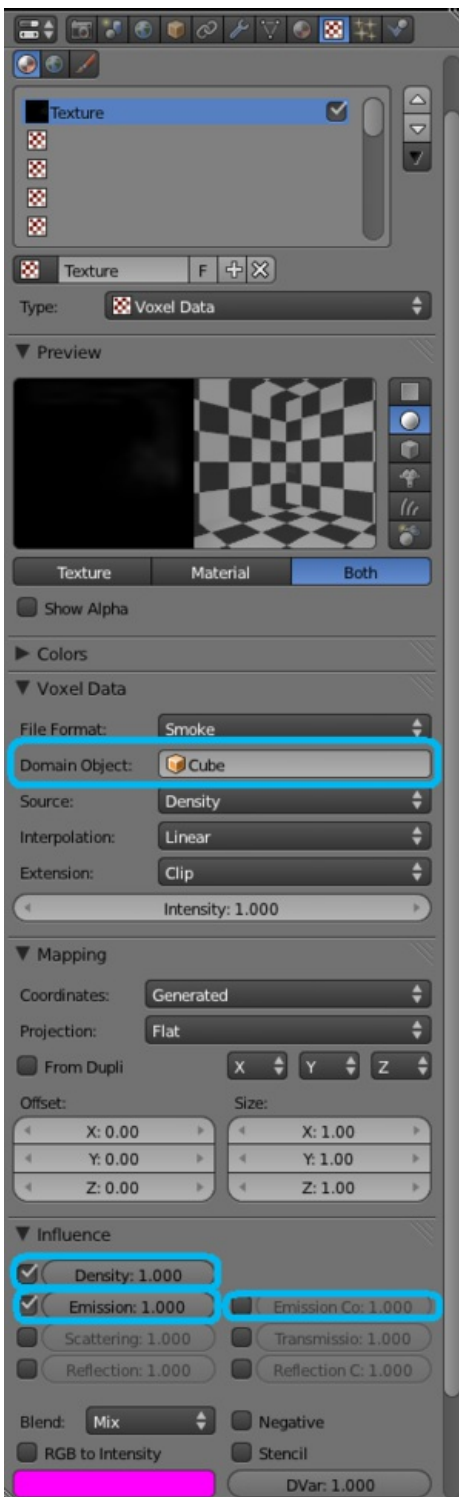 Texture
Texture F
Type: Voxel Data
Preview
Texture Material Both
Show Alpha
Colors
Voxel Data
File Format: Smoke
Domain Object: Cube
Source: Density
Interpolation: Linear
Extension: Clip
Intensity: 1.000
Mapping
Coordinates: Generated
Projection: Flat
From Dupli X Y Z
Offset: Size:
X: 0.00 X: 1.00
Y: 0.00 Y: 1.00
Z: 0.00 Z: 1.00
Influence
Density: 1.000
Emission: 1.000 Emission Co: 1.000
Scattering: 1.000 Transmissio: 1.000
Reflection: 1.000 Reflection C: 1.000
Blend: Mix Negative
RGB to Intensity Stencil
DVar: 1.000